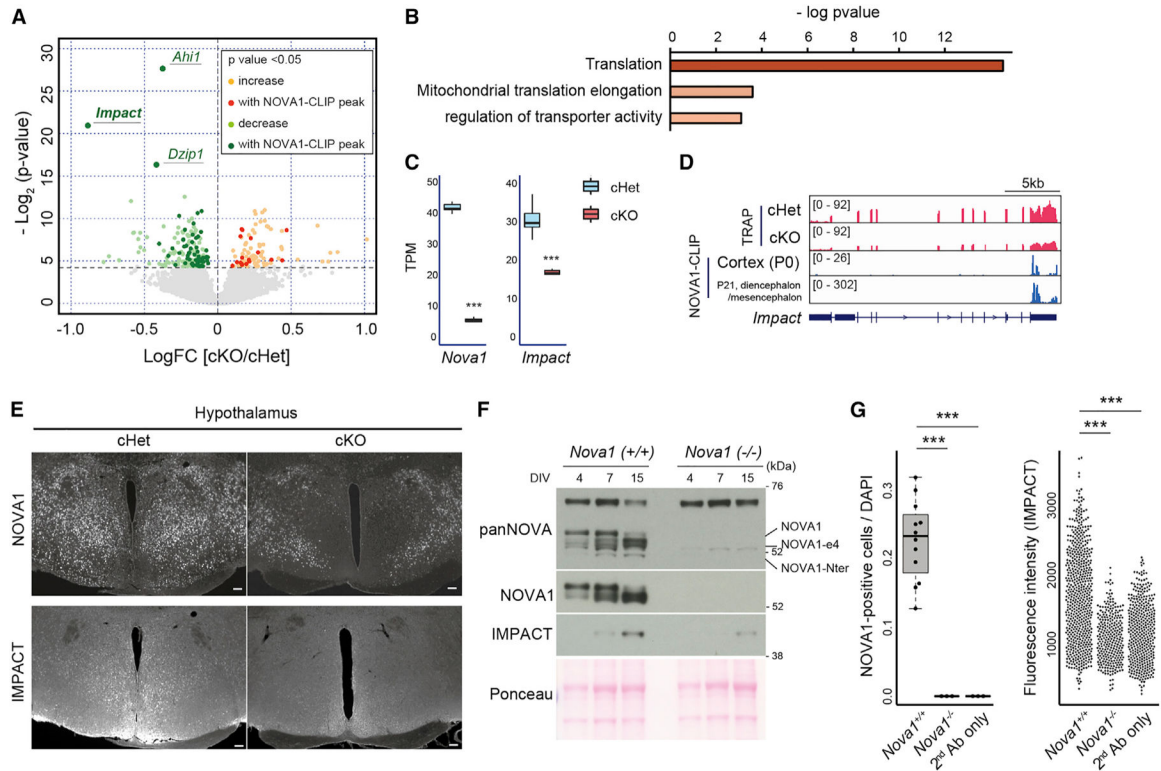 A
30
25
20
15
10
5
0
- Log2 (p-value)
Ahi1
Impact
Dzip1
p value <0.05
increase
with NOVA1-CLIP peak
decrease
with NOVA1-CLIP peak
-1.0
-0.5
0
0.5
1.0
LogFC [cKO/cHet]
B
- log pvalue
0 2 4 6 8 10 12
Translation
Mitochondrial translation elongation
regulation of transporter activity
C
TPM
50
40
30
20
10
0
***
Nova1
40
30
20
10
0
***
Impact
cHet
cKO
D
5kb
NOVA1-CLIP
TRAP
cHet
[0 - 92]
cKO
[0 - 92]
Cortex (P0)
[0 - 26]
P21, diencephalon
/mesencephalon
[0 - 302]
Impact
E
Hypothalamus
cHet
cKO
NOVA1
IMPACT
F
Nova1 (+/+)
Nova1 (-/-)
(kDa)
DIV
4 7 15
4 7 15
- 76
panNOVA
NOVA1
NOVA1-e4
- 52
NOVA1-Nter
NOVA1
- 52
IMPACT
- 38
Ponceau
G
***
***
NOVA1-positive cells / DAPI
0.3
0.2
0.1
0.0
Nova1+/+
Nova1-/-
2nd Ab only
***
***
Fluorescence intensity (IMPACT)
3000
2000
1000
Nova1+/+
Nova1-/-
2nd Ab only